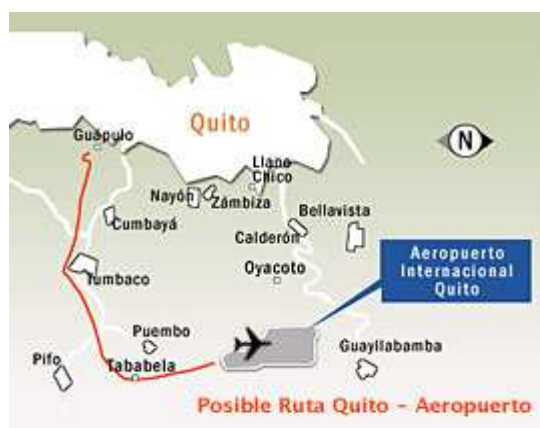 Quito
Guápulo
Llano
Chico
Nayón
Zámbiza
Cumbayá
Bellavista
Calderón
Tumbaco
Oyacoto
Aeropuerto
Internacional
Quito
Puembo
Pifo
Tababela
Guayllabamba
N
Posible Ruta Quito - Aeropuerto